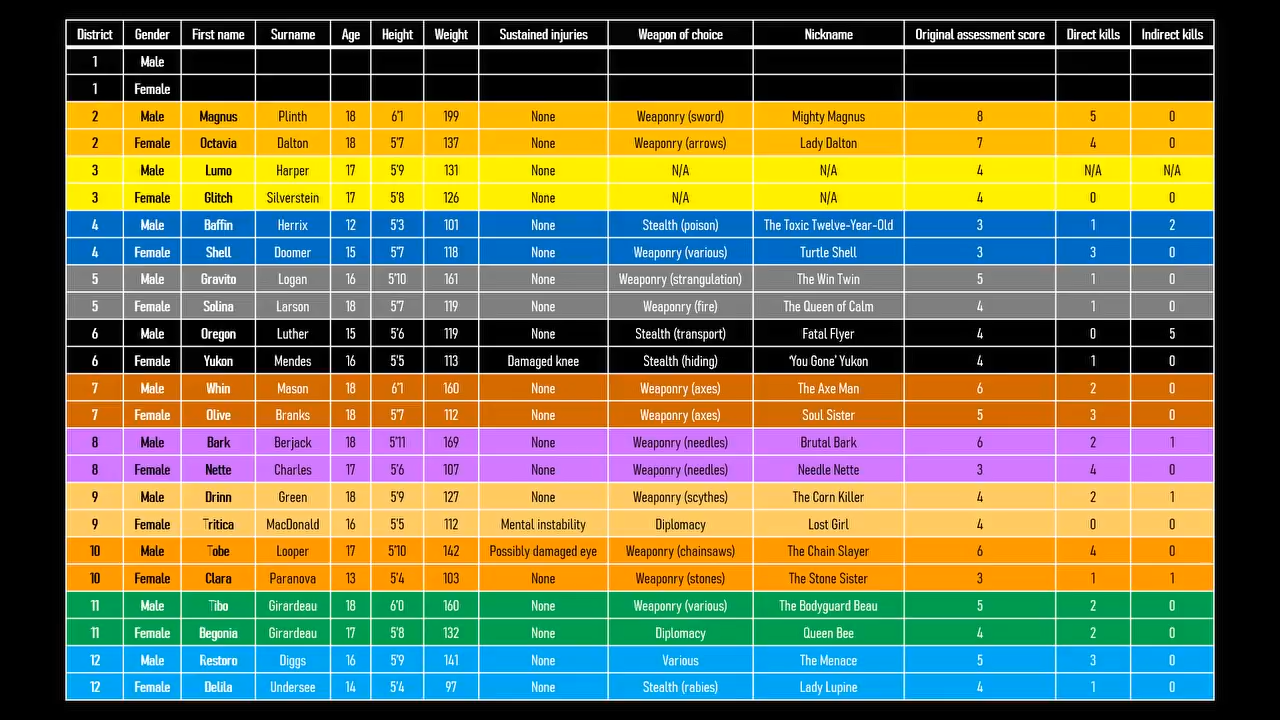 District Gender First name Surname Age Height Weight Sustained injuries Weapon of choice Nickname Original assessment score Direct kills Indirect kills
1 Male
1 Female
2 Male Magnus Plinth 18 6'1 199 None Weaponry (sword) Mighty Magnus 8 5 0
2 Female Octavia Dalton 18 5'7 137 None Weaponry (arrows) Lady Dalton 7 4 0
3 Male Lumo Harper 17 5'9 131 None N/A N/A 4 N/A N/A
3 Female Glitch Silverstein 17 5'8 126 None N/A N/A 4 0 0
4 Male Baffin Herrix 12 5'3 101 None Stealth (poison) The Toxic Twelve-Year-Old 3 1 2
4 Female Shell Doomer 15 5'7 118 None Weaponry (various) Turtle Shell 3 3 0
5 Male Gravito Logan 16 5'10 161 None Weaponry (strangulation) The Win Twin 5 1 0
5 Female Solina Larson 18 5'7 119 None Weaponry (fire) The Queen of Calm 4 1 0
6 Male Oregon Luther 15 5'6 119 None Stealth (transport) Fatal Flyer 4 0 5
6 Female Yukon Mendes 16 5'5 113 Damaged knee Stealth (hiding) 'You Gone' Yukon 4 1 0
7 Male Whin Mason 18 6'1 160 None Weaponry (axes) The Axe Man 6 2 0
7 Female Olive Branks 18 5'7 112 None Weaponry (axes) Soul Sister 5 3 0
8 Male Bark Berjack 18 5'11 169 None Weaponry (needles) Brutal Bark 6 2 1
8 Female Nette Charles 17 5'6 107 None Weaponry (needles) Needle Nette 3 4 0
9 Male Drinn Green 18 5'9 127 None Weaponry (scythes) The Corn Killer 4 2 1
9 Female Tritica MacDonald 16 5'5 112 Mental instability Diplomacy Lost Girl 4 0 0
10 Male Tobe Looper 17 5'10 142 Possibly damaged eye Weaponry (chainsaws) The Chain Slayer 6 4 0
10 Female Clara Paranova 13 5'4 103 None Weaponry (stones) The Stone Sister 3 1 1
11 Male Tibo Girardeau 18 6'0 160 None Weaponry (various) The Bodyguard Beau 5 2 0
11 Female Begonia Girardeau 17 5'8 132 None Diplomacy Queen Bee 4 2 0
12 Male Restoro Diggs 16 5'9 141 None Various The Menace 5 3 0
12 Female Delila Undersee 14 5'4 97 None Stealth (rabies) Lady Lupine 4 1 0